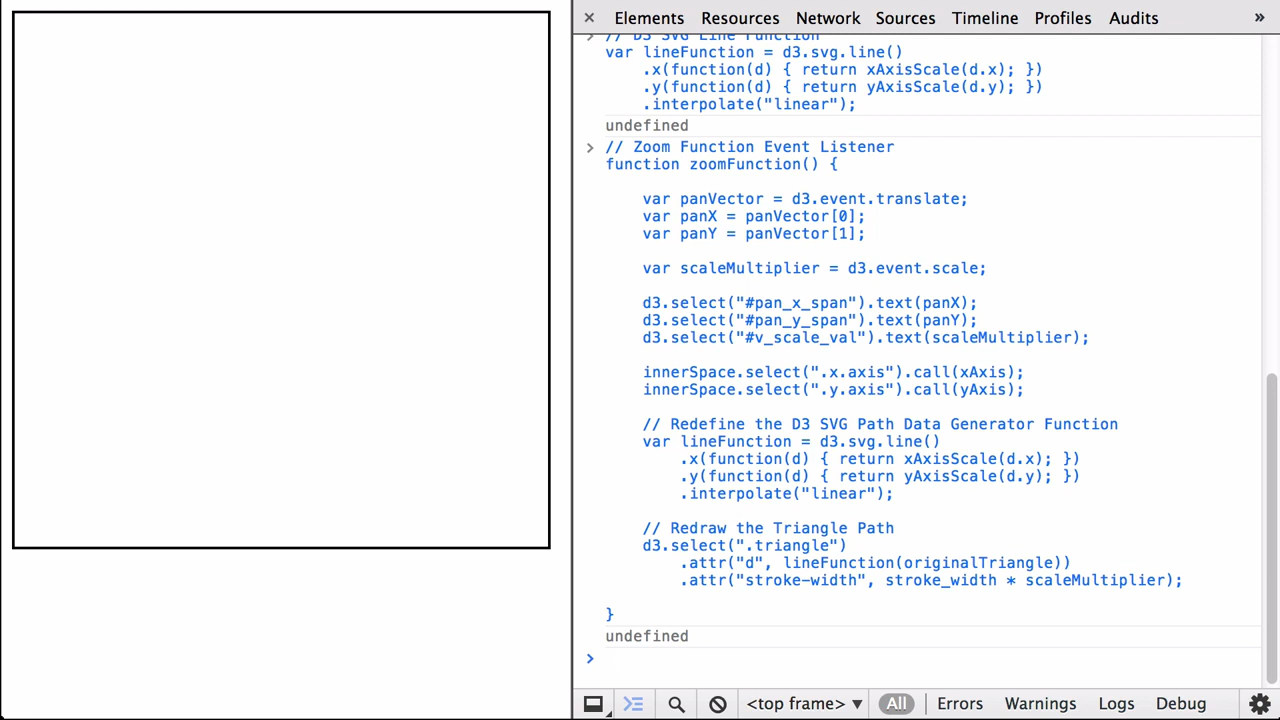 × Elements Resources Network Sources Timeline Profiles Audits »
> // D3 SVG Line Function
var lineFunction = d3.svg.line()
.x(function(d) { return xAxisScale(d.x); })
.y(function(d) { return yAxisScale(d.y); })
.interpolate("linear");
undefined
> // Zoom Function Event Listener
function zoomFunction() {
var panVector = d3.event.translate;
var panX = panVector[0];
var panY = panVector[1];
var scaleMultiplier = d3.event.scale;
d3.select("#pan_x_span").text(panX);
d3.select("#pan_y_span").text(panY);
d3.select("#v_scale_val").text(scaleMultiplier);
innerSpace.select(".x.axis").call(xAxis);
innerSpace.select(".y.axis").call(yAxis);
// Redefine the D3 SVG Path Data Generator Function
var lineFunction = d3.svg.line()
.x(function(d) { return xAxisScale(d.x); })
.y(function(d) { return yAxisScale(d.y); })
.interpolate("linear");
// Redraw the Triangle Path
d3.select(".triangle")
.attr("d", lineFunction(originalTriangle))
.attr("stroke-width", stroke_width * scaleMultiplier);
}
undefined
>
<top frame> ▼ All Errors Warnings Logs Debug